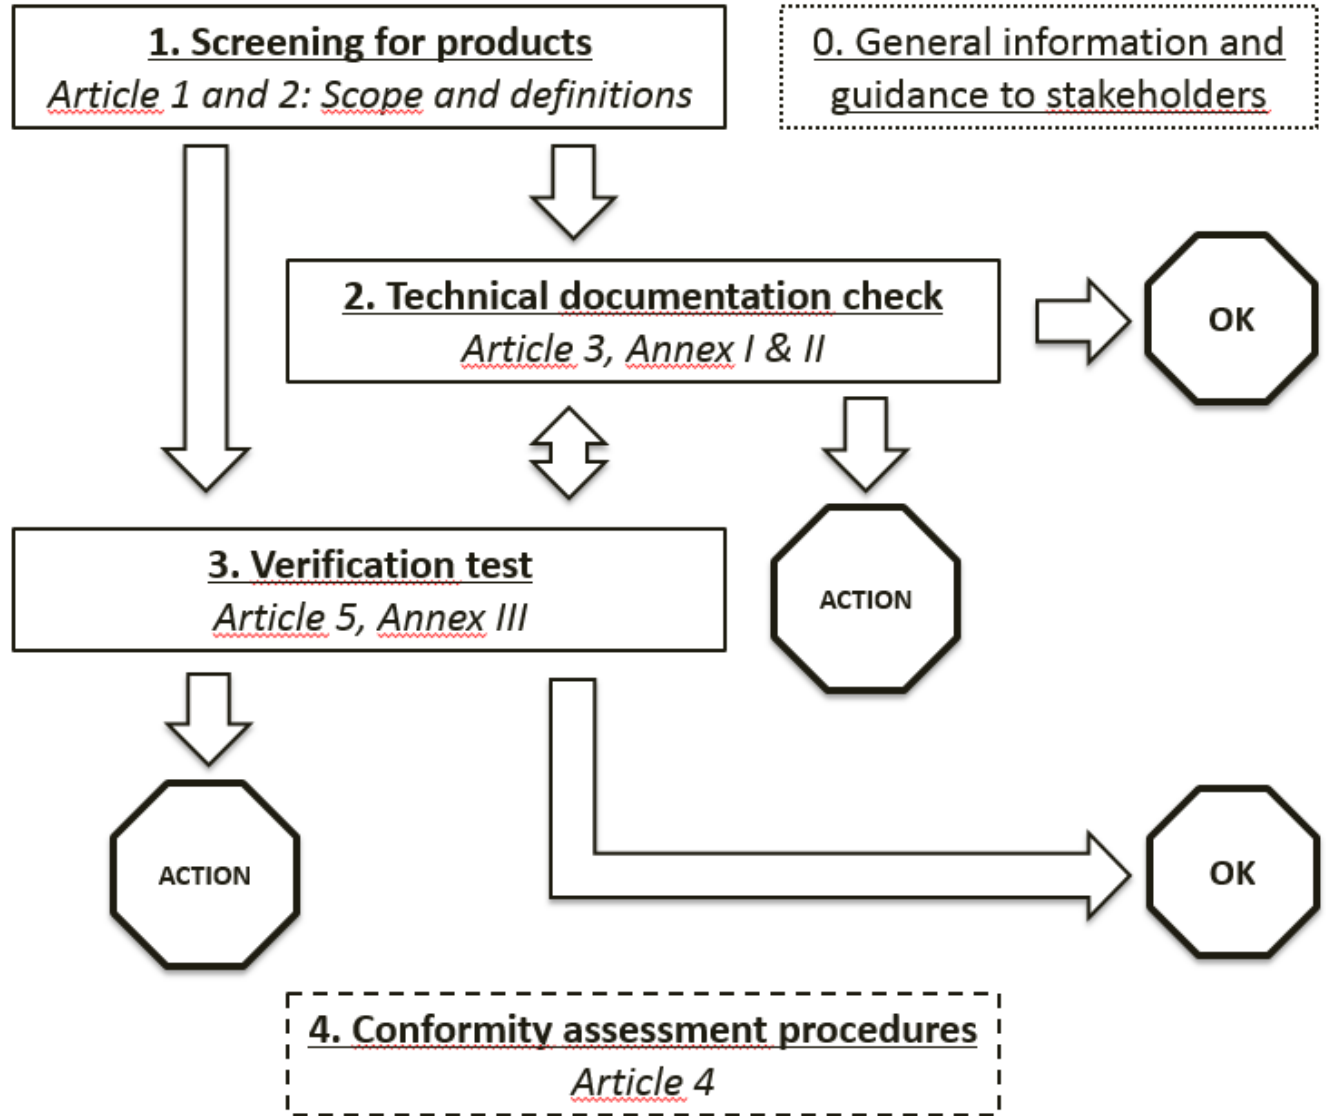 1. Screening for products
Article 1 and 2: Scope and definitions
0. General information and
guidance to stakeholders
2. Technical documentation check
Article 3, Annex I & II
OK
3. Verification test
Article 5, Annex III
ACTION
ACTION
OK
4. Conformity assessment procedures
Article 4